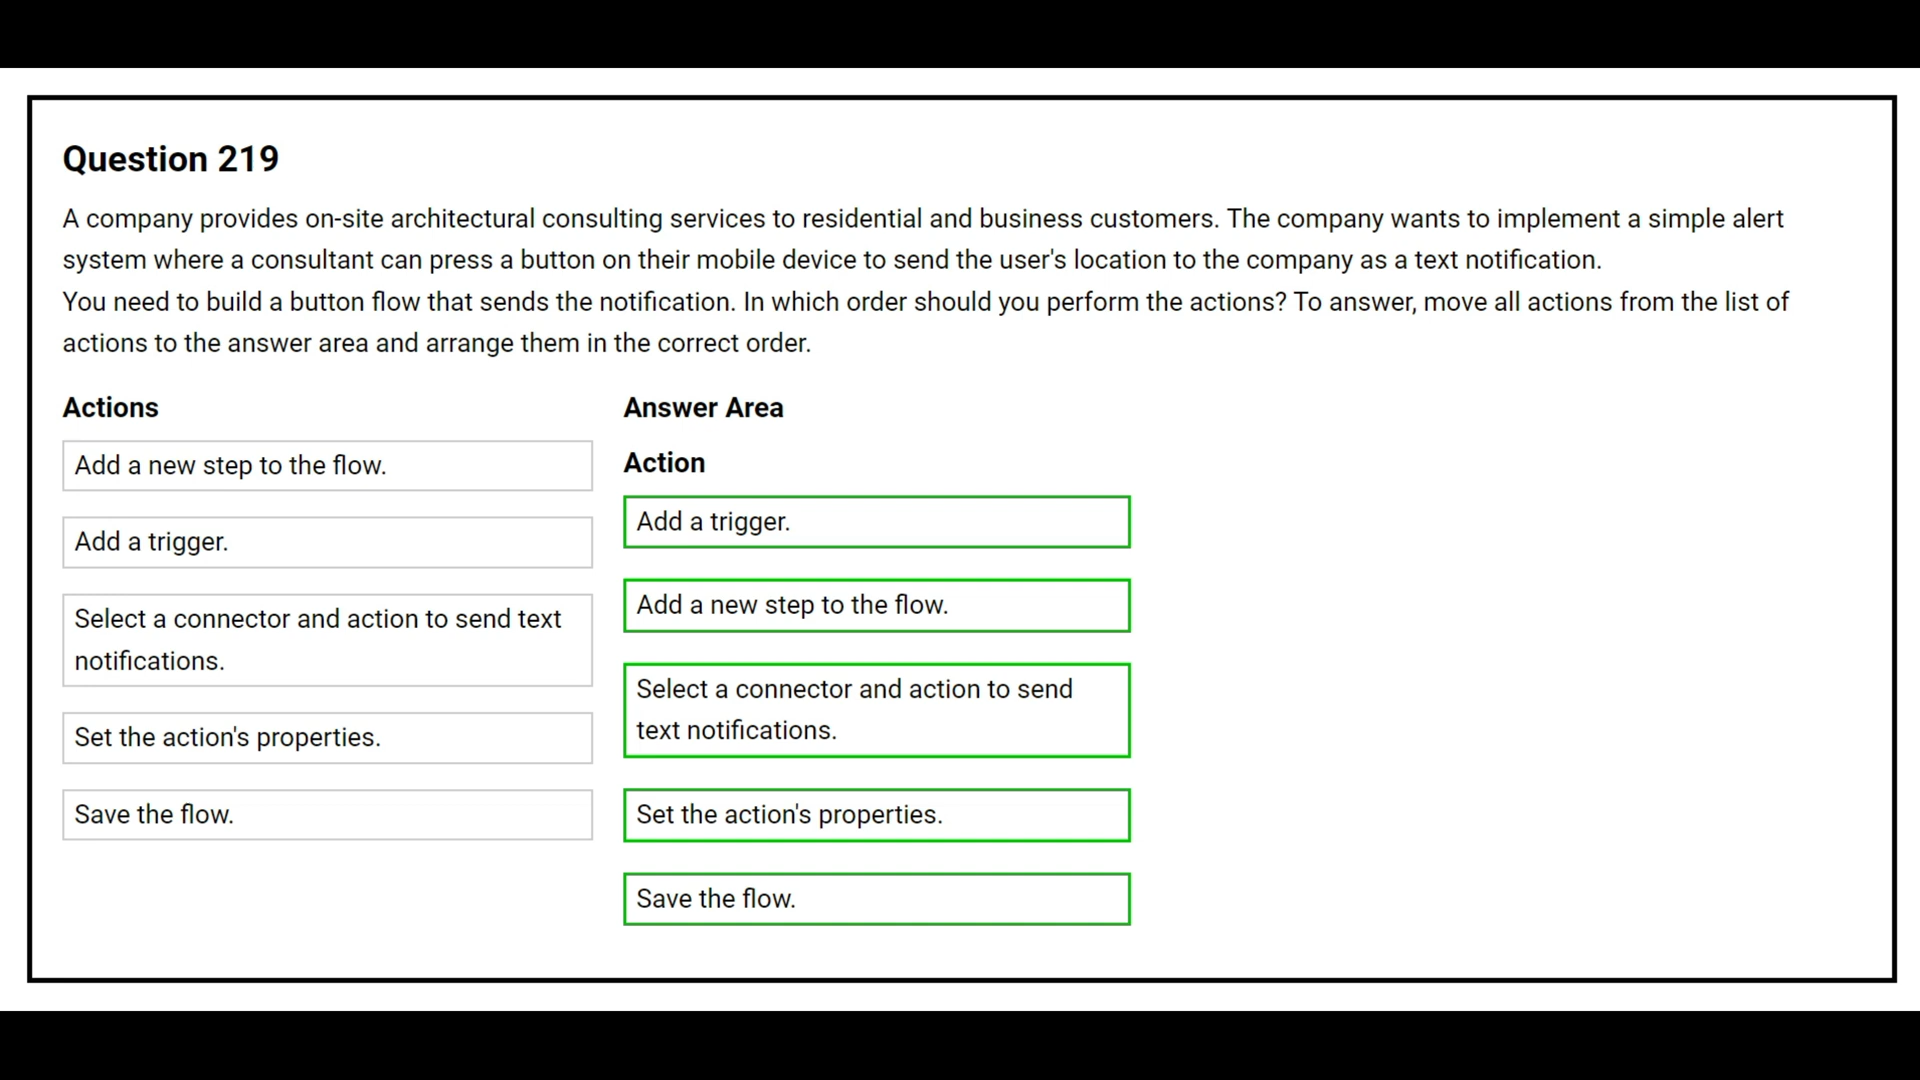 Question 219
A company provides on-site architectural consulting services to residential and business customers. The company wants to implement a simple alert
system where a consultant can press a button on their mobile device to send the user's location to the company as a text notification.
You need to build a button flow that sends the notification. In which order should you perform the actions? To answer, move all actions from the list of
actions to the answer area and arrange them in the correct order.
Actions
Add a new step to the flow.
Add a trigger.
Select a connector and action to send text
notifications.
Set the action's properties.
Save the flow.
Answer Area
Action
Add a trigger.
Add a new step to the flow.
Select a connector and action to send
text notifications.
Set the action's properties.
Save the flow.